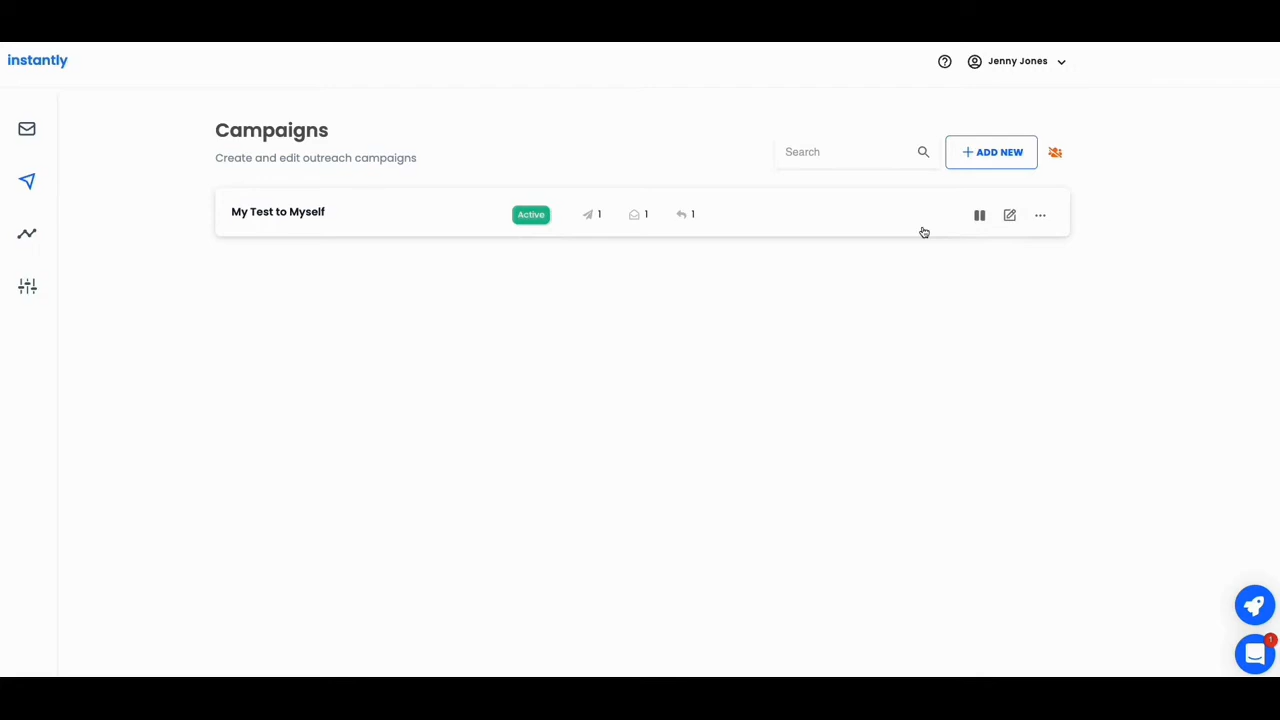 instantly
Jenny Jones
Campaigns
Create and edit outreach campaigns
Search
ADD NEW
My Test to Myself
Active
1
1
1
1